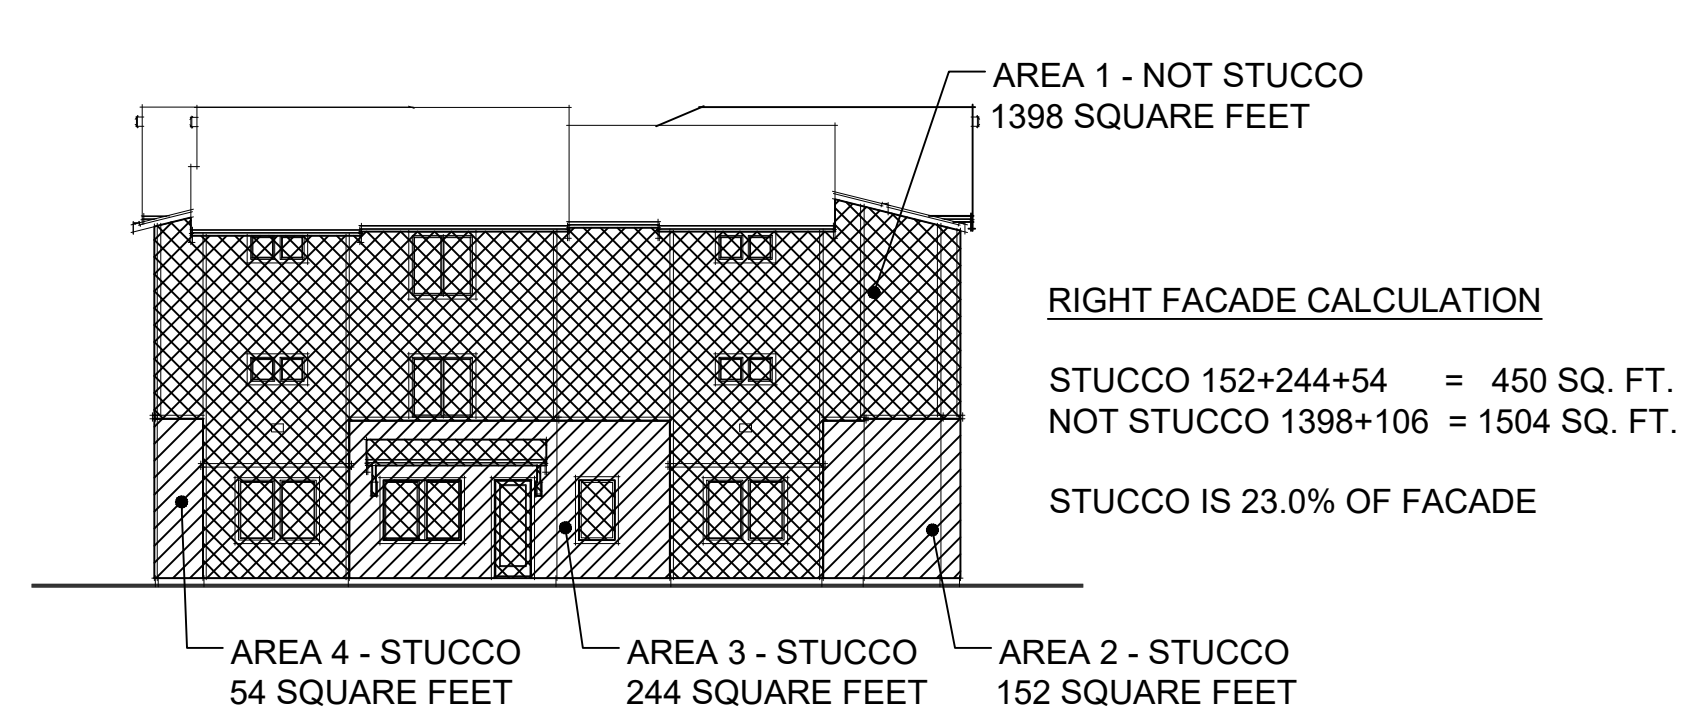 AREA 1 - NOT STUCCO
1398 SQUARE FEET
RIGHT FACADE CALCULATION
STUCCO 152+244+54 = 450 SQ. FT.
NOT STUCCO 1398+106 = 1504 SQ. FT.
STUCCO IS 23.0% OF FACADE
AREA 4 - STUCCO
54 SQUARE FEET
AREA 3 - STUCCO
244 SQUARE FEET
AREA 2 - STUCCO
152 SQUARE FEET